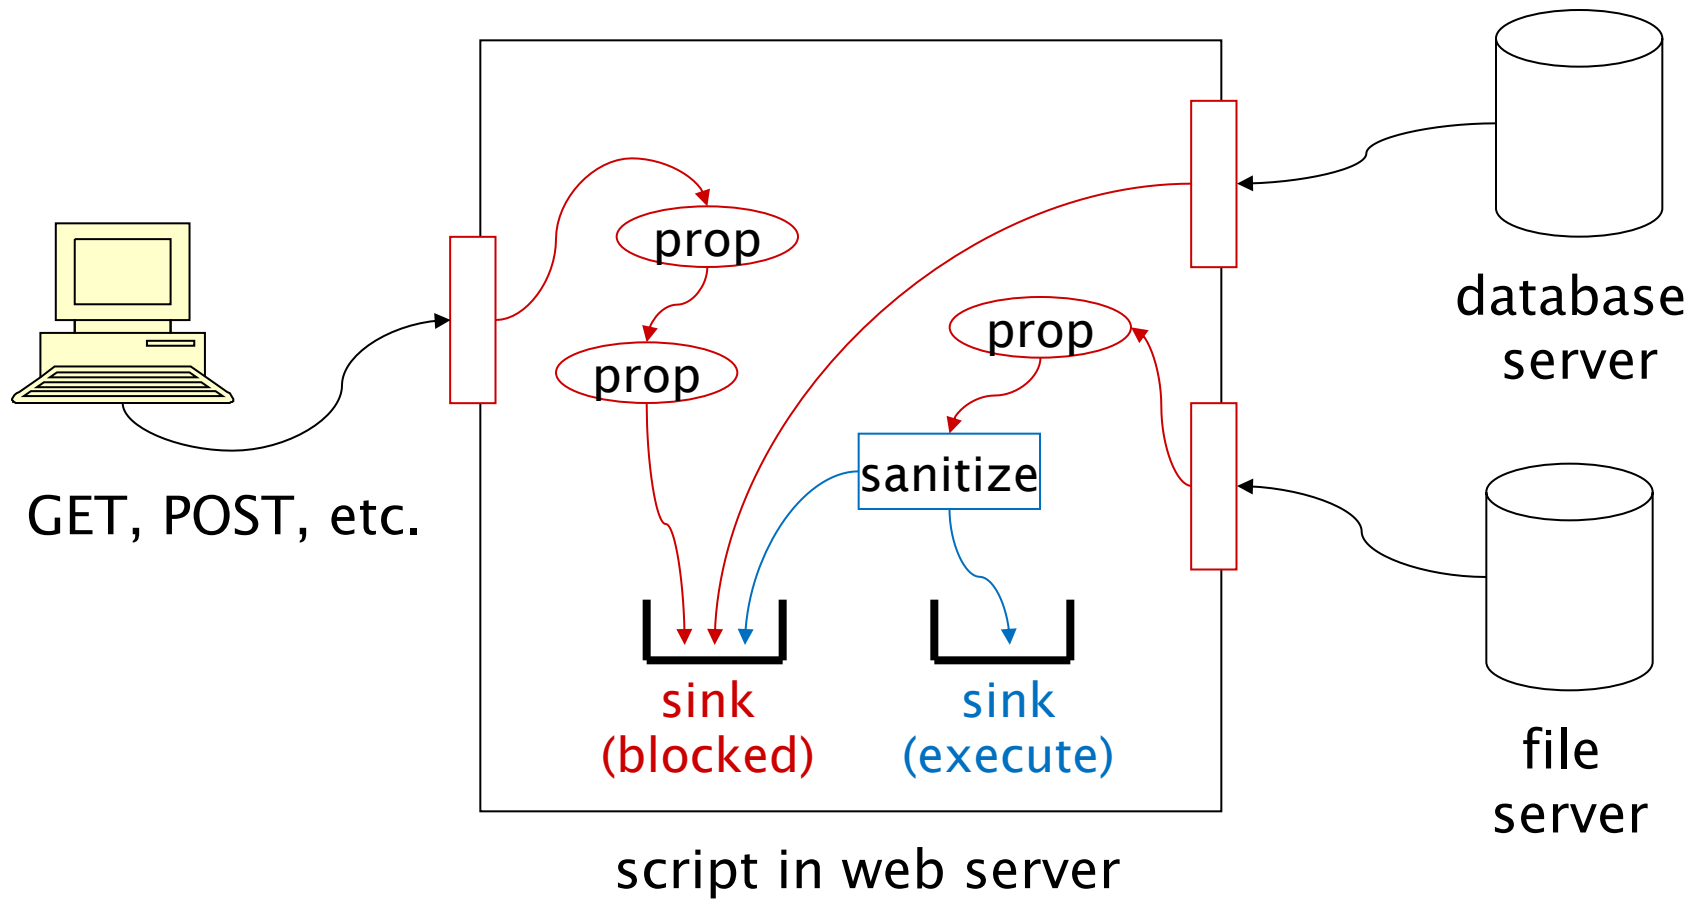 prop
prop
prop
sanitize
GET, POST, etc.
database
server
sink
(blocked)
sink
(execute)
file
server
script in web server